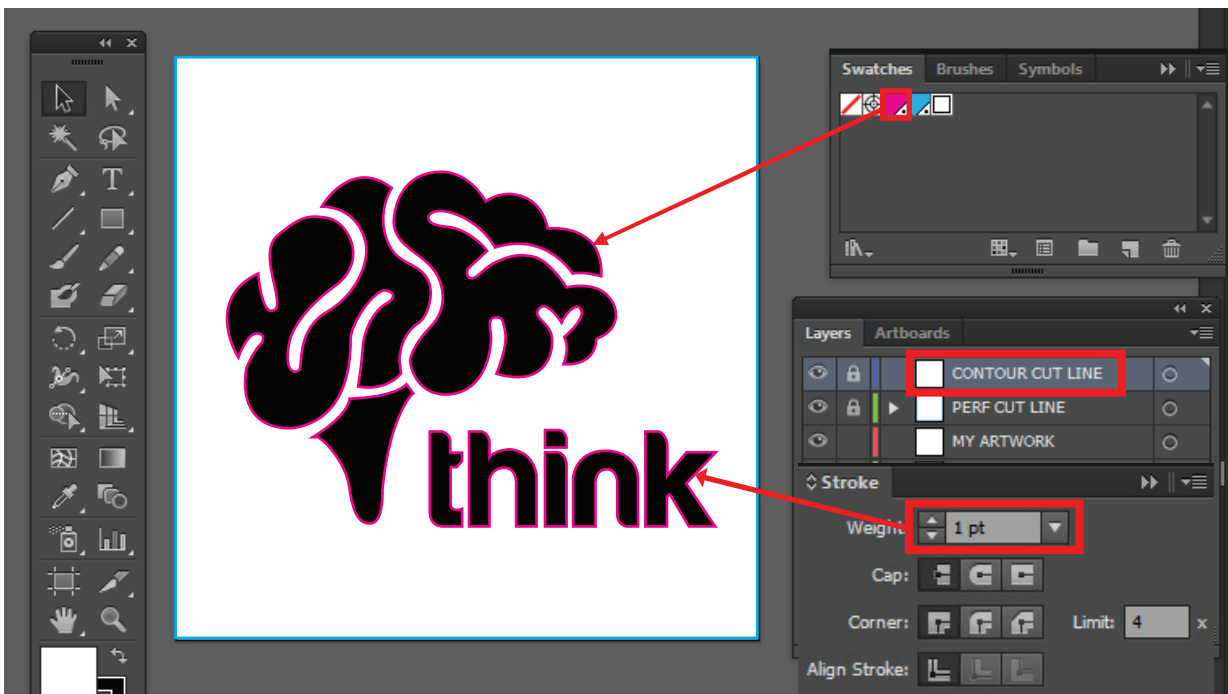 Swatches Brushes Symbols
Layers Artboards
CONTOUR CUT LINE
PERF CUT LINE
MY ARTWORK
Stroke
Weight: 1 pt
Cap:
Corner: Limit: 4 x
Align Stroke:
think